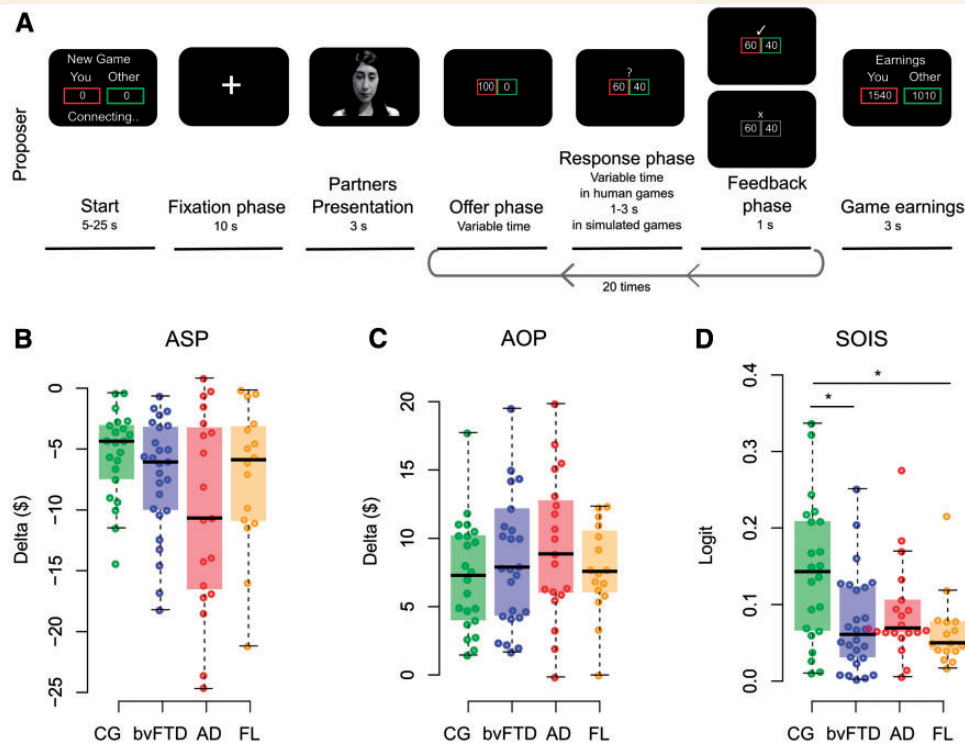 A
Proposer
New Game
You Other
0 0
Connecting..
+
100 0
?
60 40
✓
60 40
x
60 40
Earnings
You Other
1540 1010
Start
5-25 s
Fixation phase
10 s
Partners
Presentation
3 s
Offer phase
Variable time
Response phase
Variable time
in human games
1-3 s
in simulated games
Feedback
phase
1 s
Game earnings
3 s
20 times
B ASP
Delta ($)
0
−5
−10
−15
−20
−25
CG bvFTD AD FL
C AOP
Delta ($)
20
15
10
5
0
CG bvFTD AD FL
D SOIS
Logit
0.4
0.3
0.2
0.1
0.0
*
*
CG bvFTD AD FL